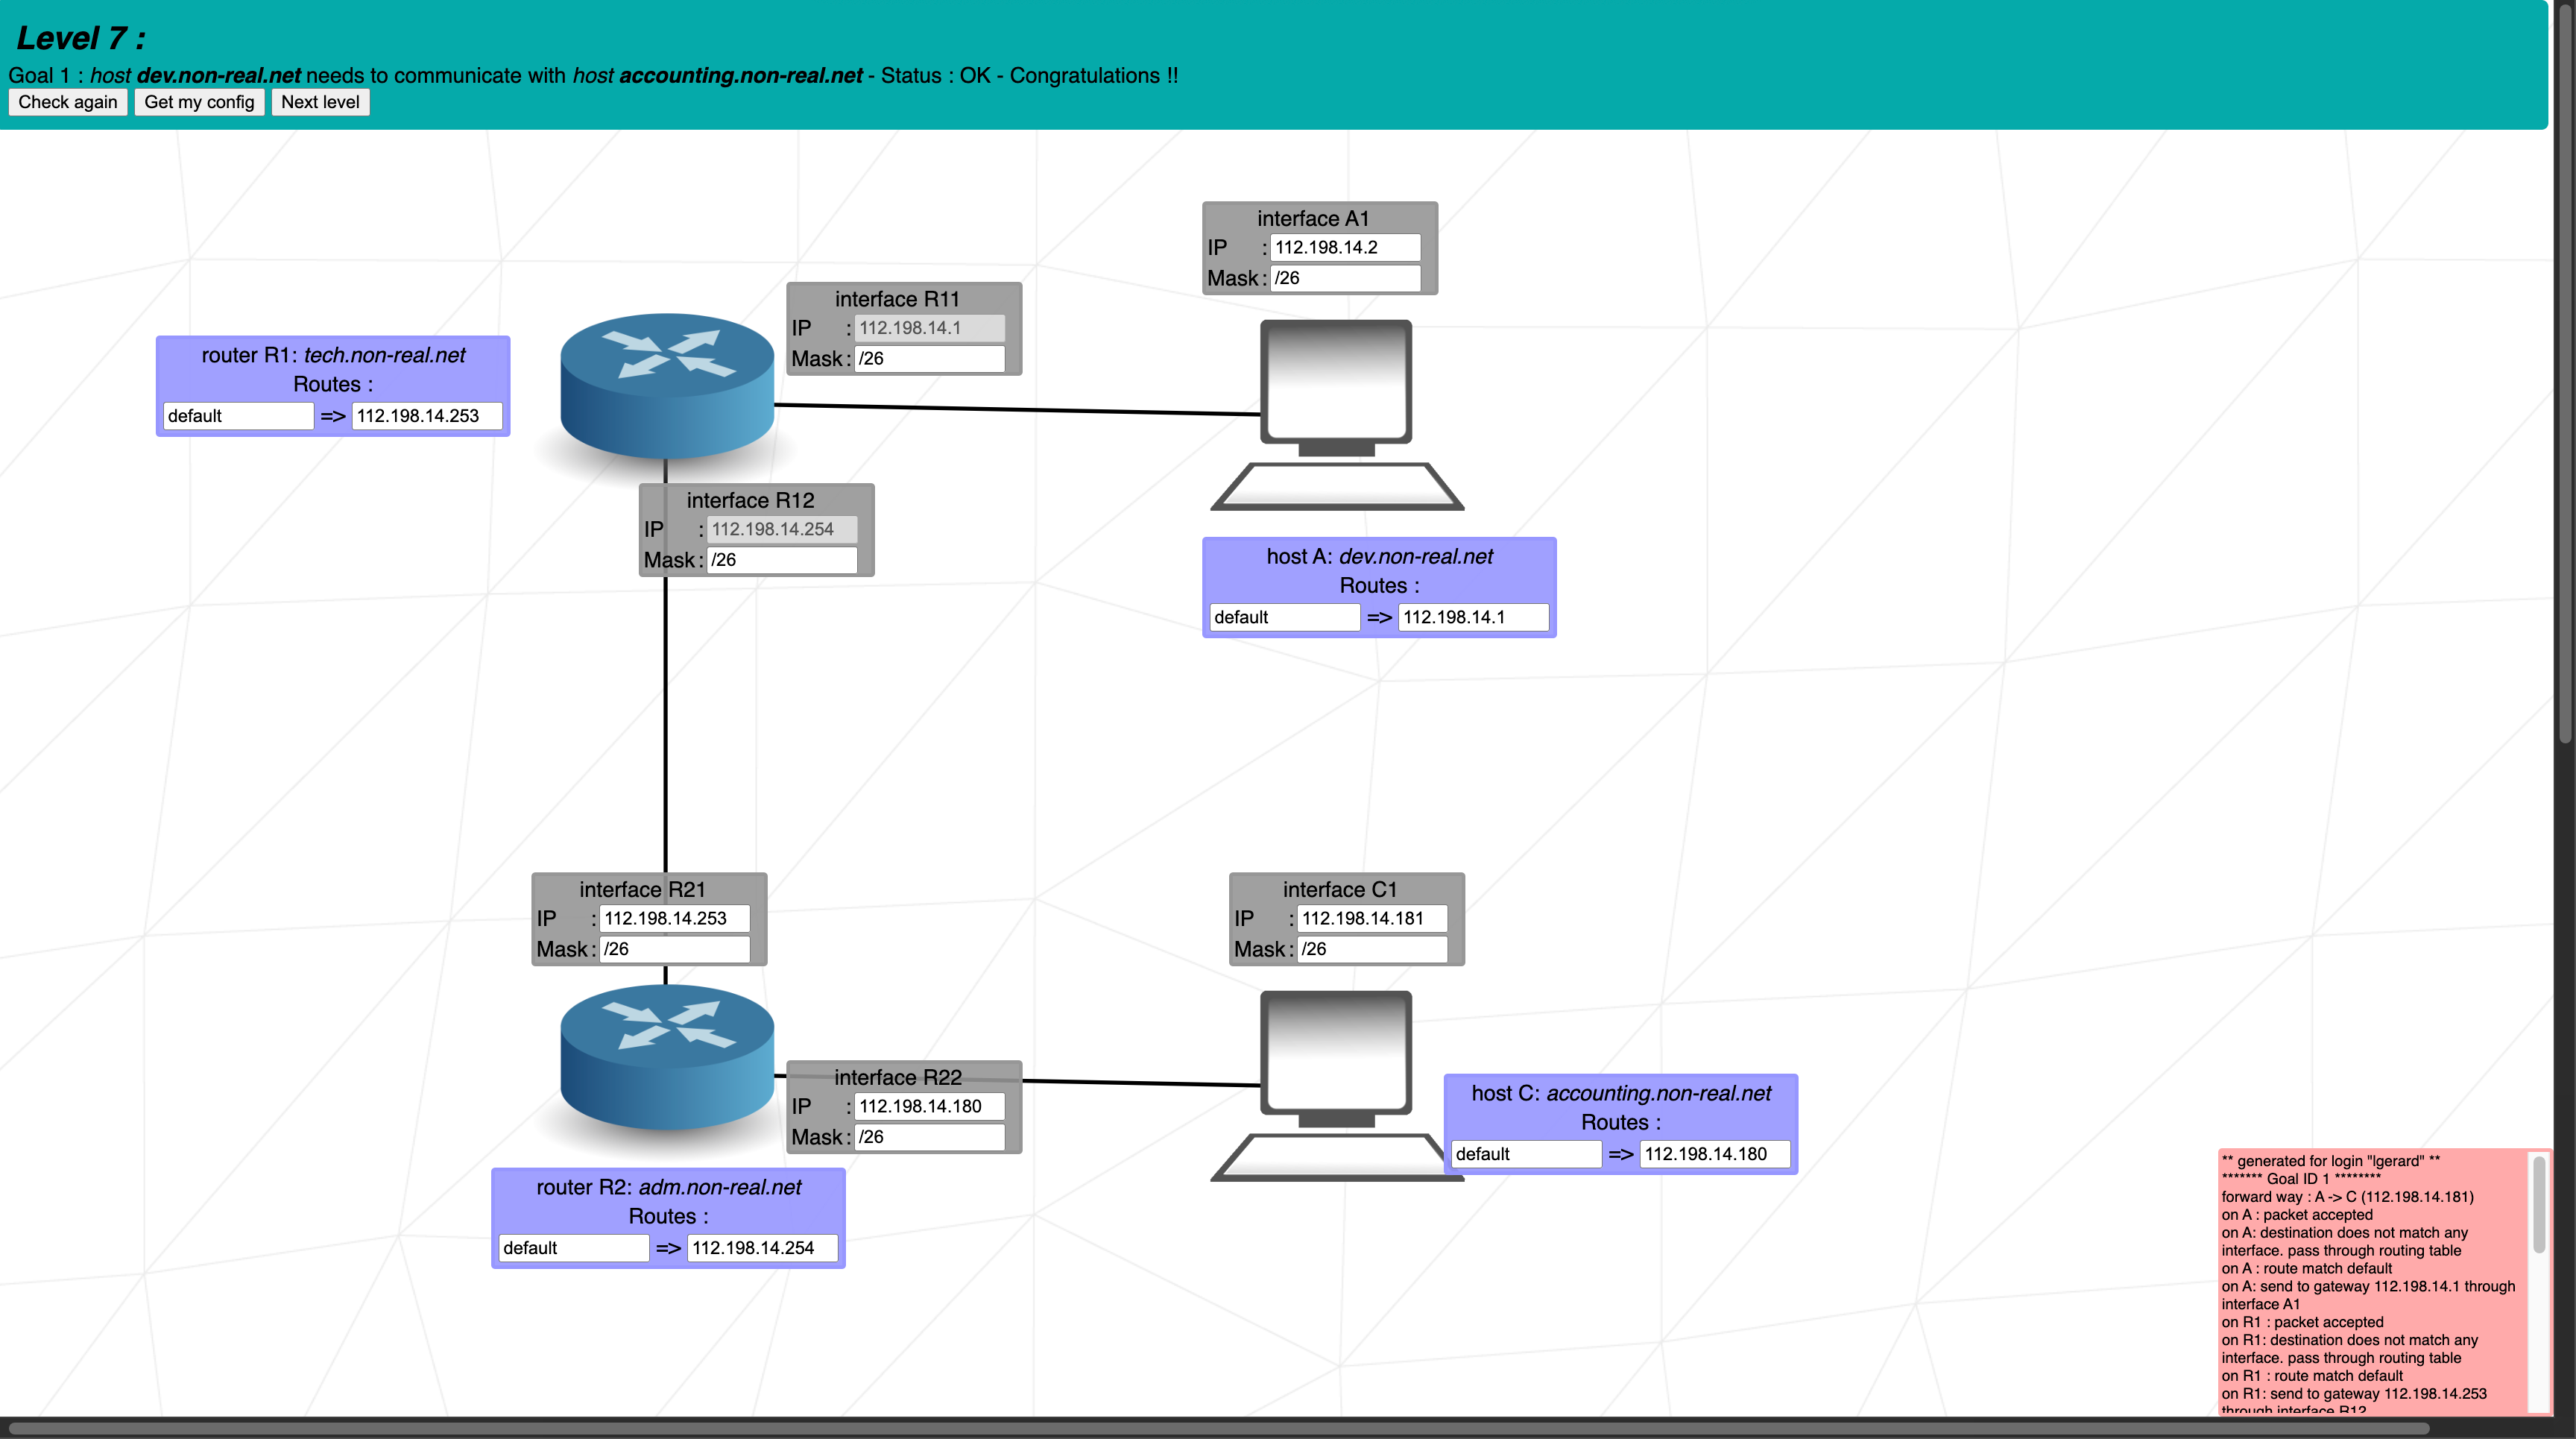 Level 7 :
Goal 1 : host dev.non-real.net needs to communicate with host accounting.non-real.net - Status : OK - Congratulations !!
Check again Get my config Next level
interface A1
IP : 112.198.14.2
Mask : /26
interface R11
IP : 112.198.14.1
Mask : /26
router R1: tech.non-real.net
Routes :
default => 112.198.14.253
interface R12
IP : 112.198.14.254
Mask : /26
host A: dev.non-real.net
Routes :
default => 112.198.14.1
interface R21
IP : 112.198.14.253
Mask : /26
interface C1
IP : 112.198.14.181
Mask : /26
interface R22
IP : 112.198.14.180
Mask : /26
host C: accounting.non-real.net
Routes :
default => 112.198.14.180
router R2: adm.non-real.net
Routes :
default => 112.198.14.254
** generated for login "lgerard" **
******* Goal ID 1 ********
forward way : A -> C (112.198.14.181)
on A : packet accepted
on A: destination does not match any
interface. pass through routing table
on A : route match default
on A: send to gateway 112.198.14.1 through
interface A1
on R1 : packet accepted
on R1: destination does not match any
interface. pass through routing table
on R1 : route match default
on R1: send to gateway 112.198.14.253
through interface R12